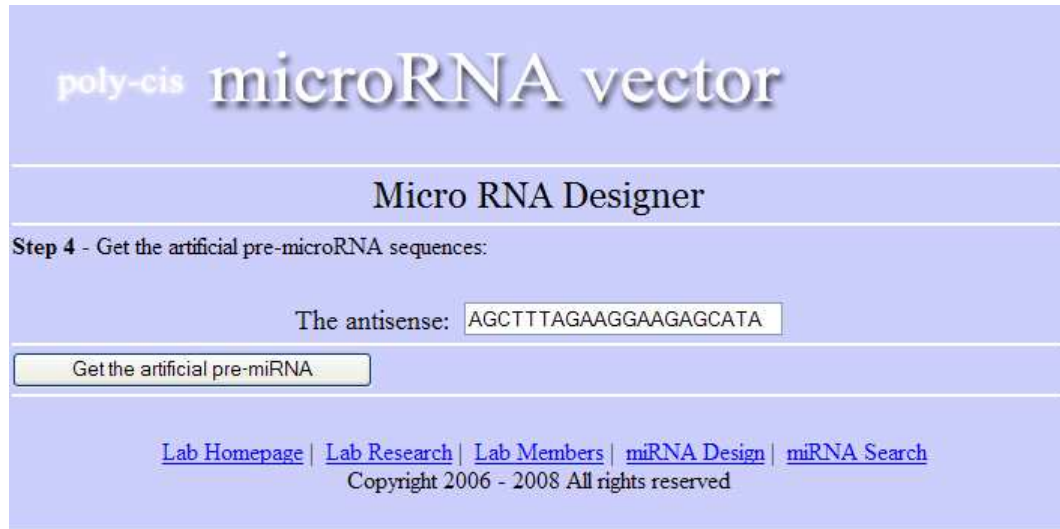 poly-cis microRNA vector
Micro RNA Designer
Step 4 - Get the artificial pre-microRNA sequences:
The antisense: AGCTTTAGAAGGAAGAGCATA
Get the artificial pre-miRNA
Lab Homepage | Lab Research | Lab Members | miRNA Design | miRNA Search
Copyright 2006 - 2008 All rights reserved